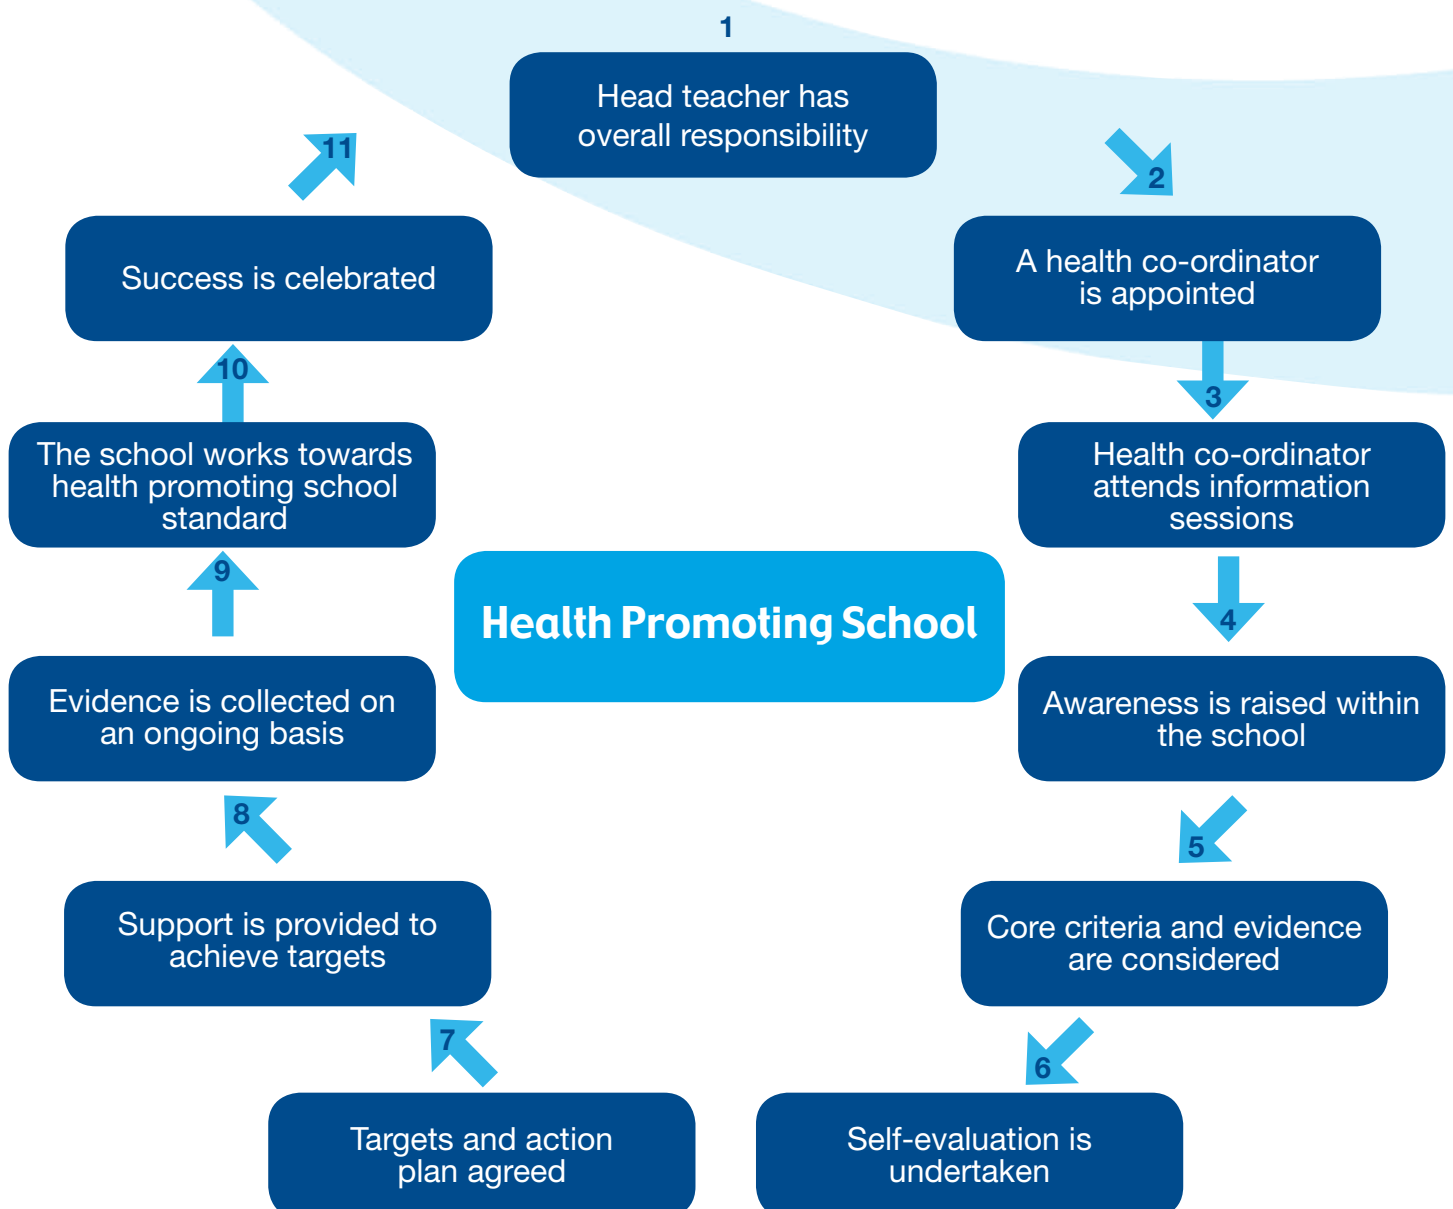 1
Head teacher has
overall responsibility
2
A health co-ordinator
is appointed
3
Health co-ordinator
attends information
sessions
4
Awareness is raised within
the school
5
Core criteria and evidence
are considered
6
Self-evaluation is
undertaken
Targets and action
plan agreed
7
Support is provided to
achieve targets
8
Evidence is collected on
an ongoing basis
9
The school works towards
health promoting school
standard
10
Success is celebrated
11
Health Promoting School